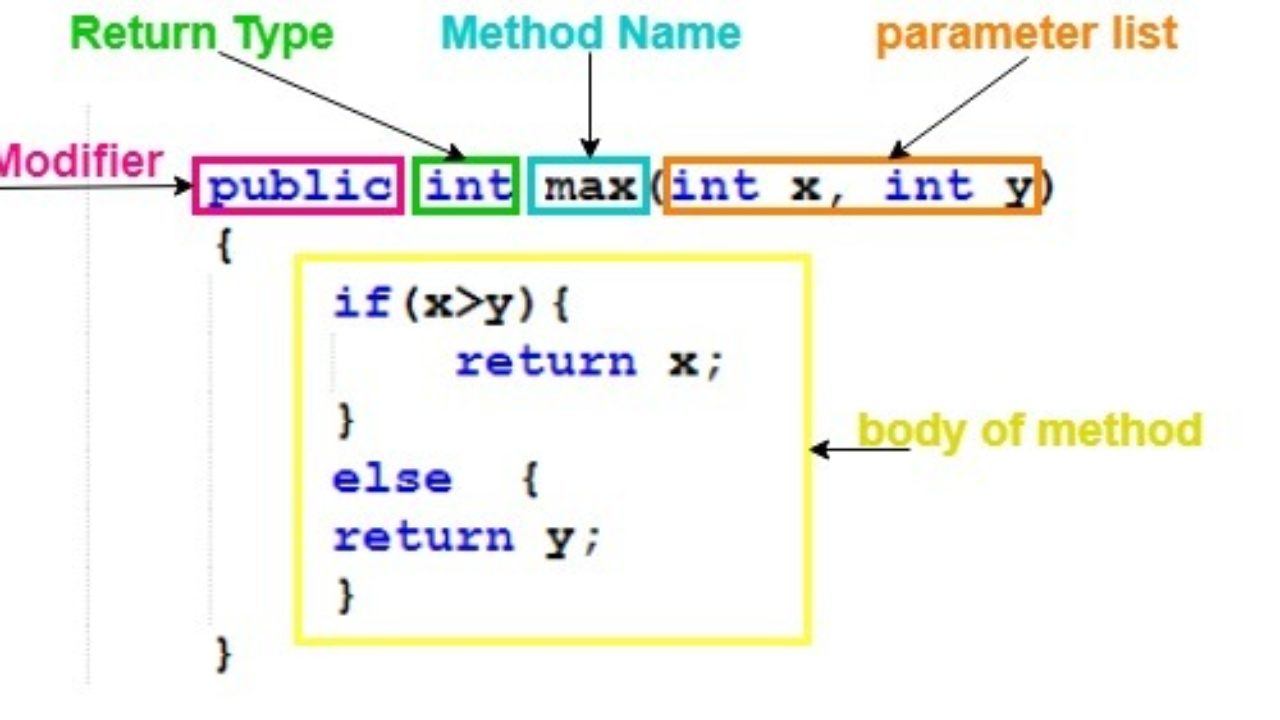 Return Type Method Name parameter list
Modifier
public int max(int x, int y)
{
if(x>y){
return x;
}
body of method
else {
return y;
}
}